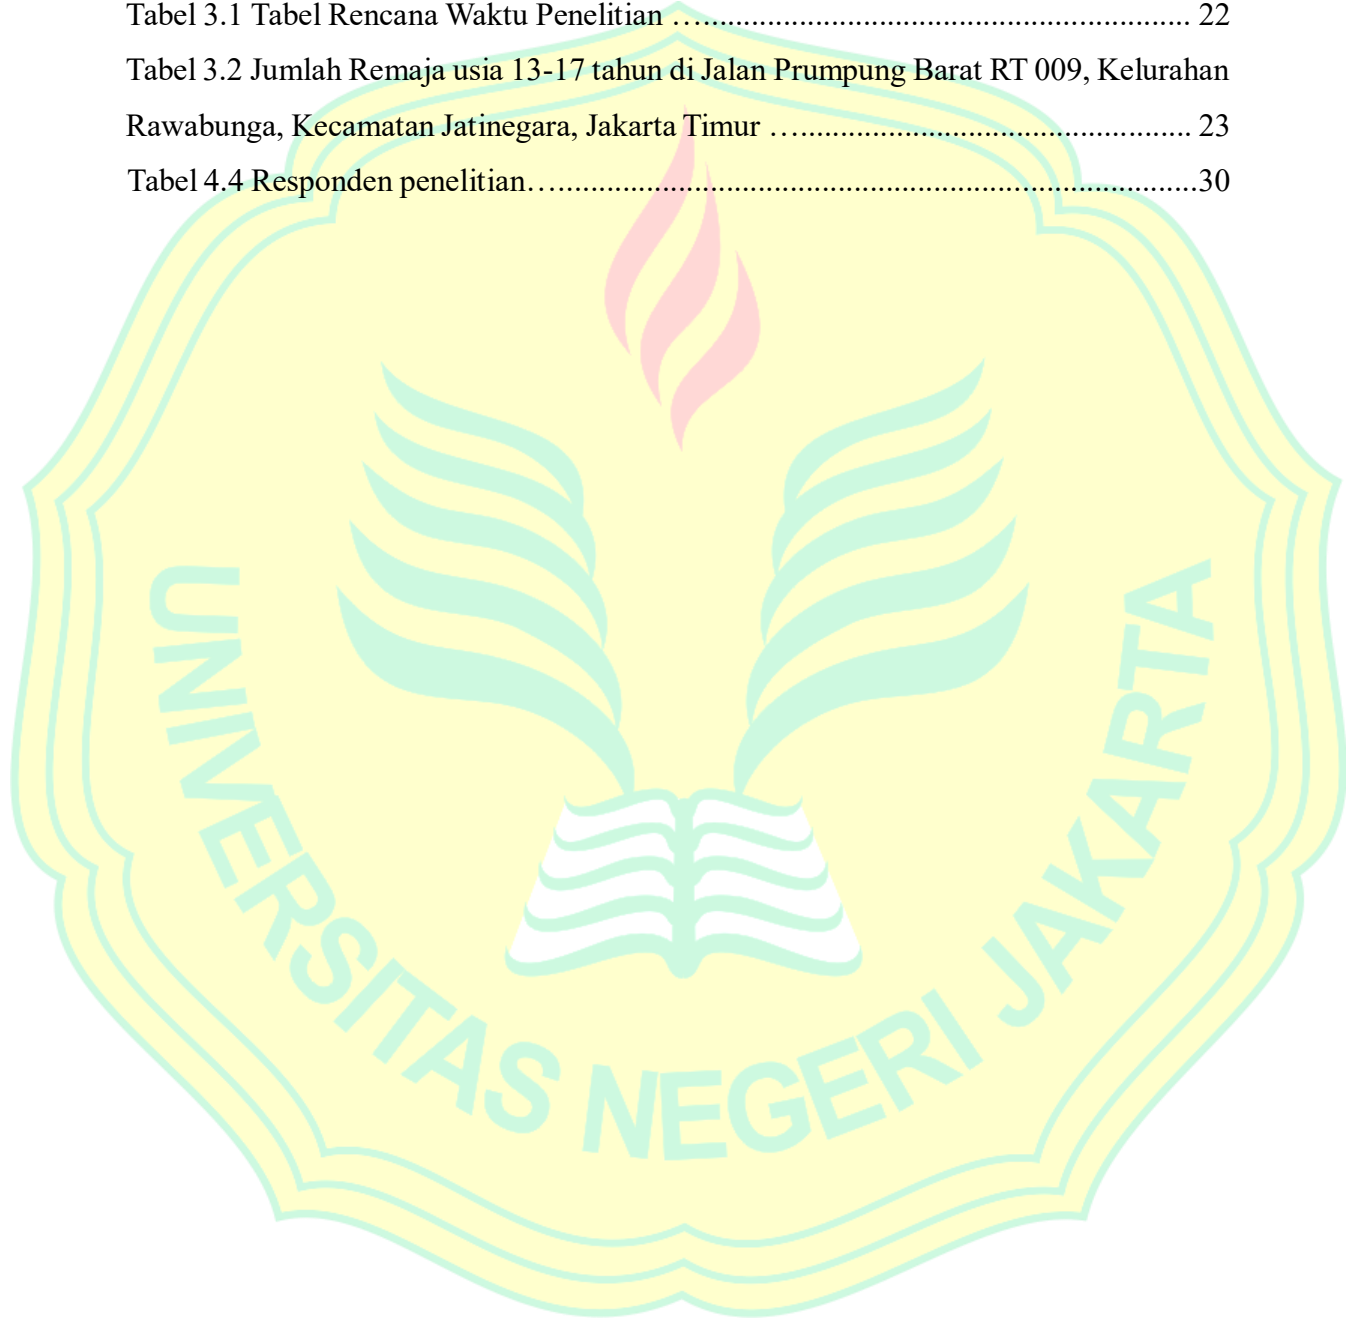 Tabel 3.1 Tabel Rencana Waktu Penelitian ….............................................................. 22
Tabel 3.2 Jumlah Remaja usia 13-17 tahun di Jalan Prumpung Barat RT 009, Kelurahan
Rawabunga, Kecamatan Jatinegara, Jakarta Timur ….................................................. 23
Tabel 4.4 Responden penelitian…................................................................................30
UNIVERSITAS NEGERI JAKARTA